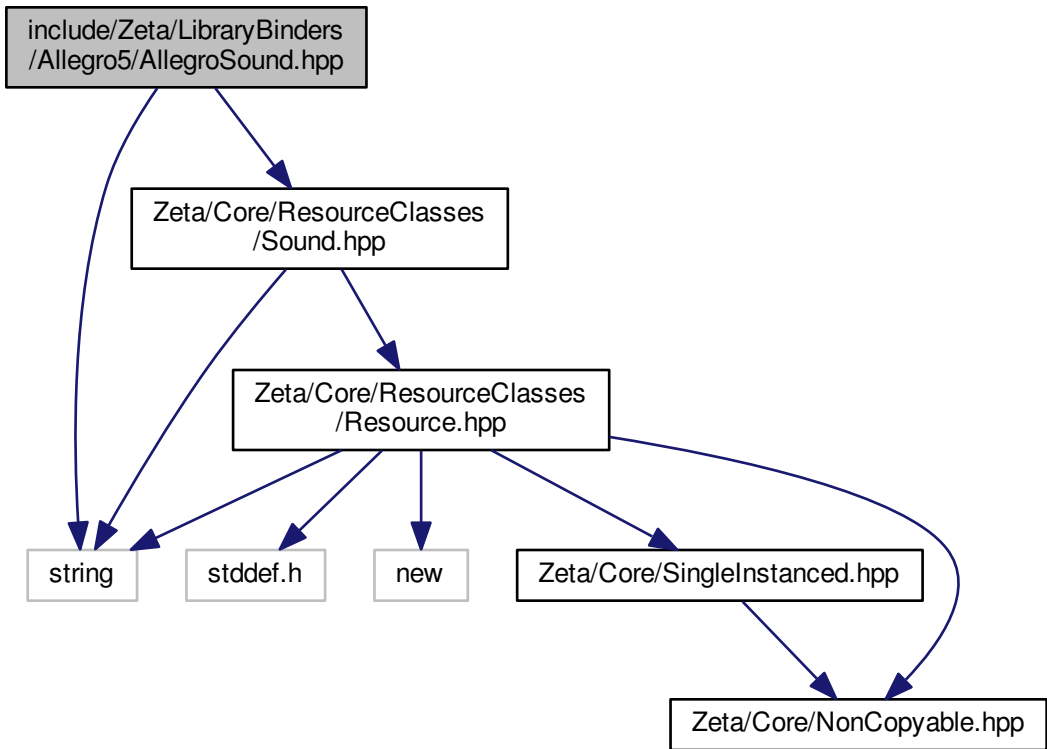 include/Zeta/LibraryBinders
/Allegro5/AllegroSound.hpp
Zeta/Core/ResourceClasses
/Sound.hpp
Zeta/Core/ResourceClasses
/Resource.hpp
string
stddef.h
new
Zeta/Core/SingleInstanced.hpp
Zeta/Core/NonCopyable.hpp